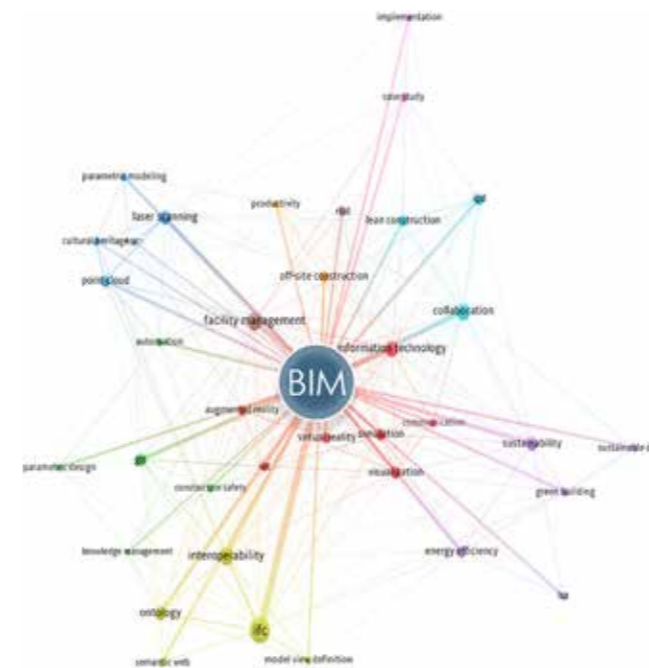 implementation
case study
parametric modeling
productivity
laser scanning
lean construction
cultural heritage
off-site construction
point cloud
collaboration
facility management
automation
information technology
BIM
augmented reality
virtual reality
simulation
sustainability
visualization
parametric design
construction safety
green building
knowledge management
interoperability
energy efficiency
ontology
ifc
semantic web
model view definition